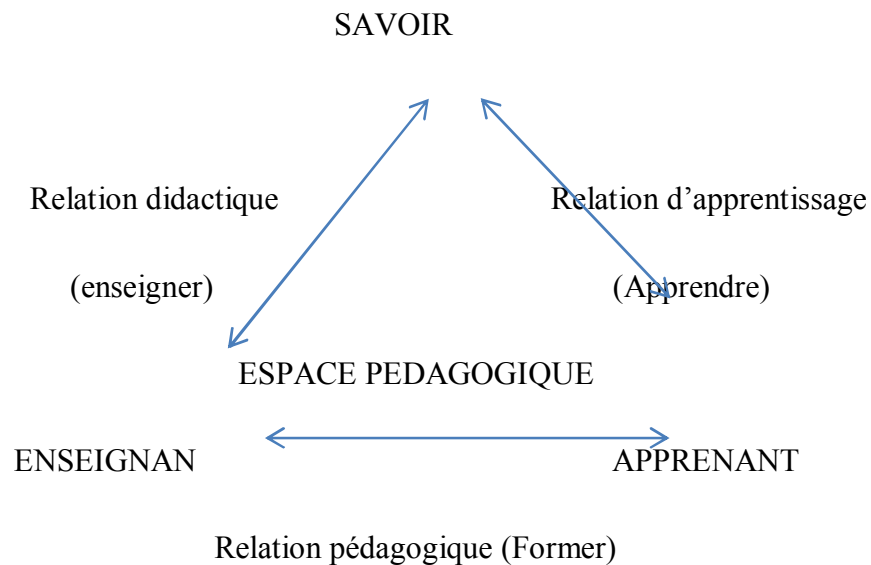 SAVOIR
Relation didactique
Relation d’apprentissage
(enseigner)
(Apprendre)
ESPACE PEDAGOGIQUE
ENSEIGNAN
APPRENANT
Relation pédagogique (Former)